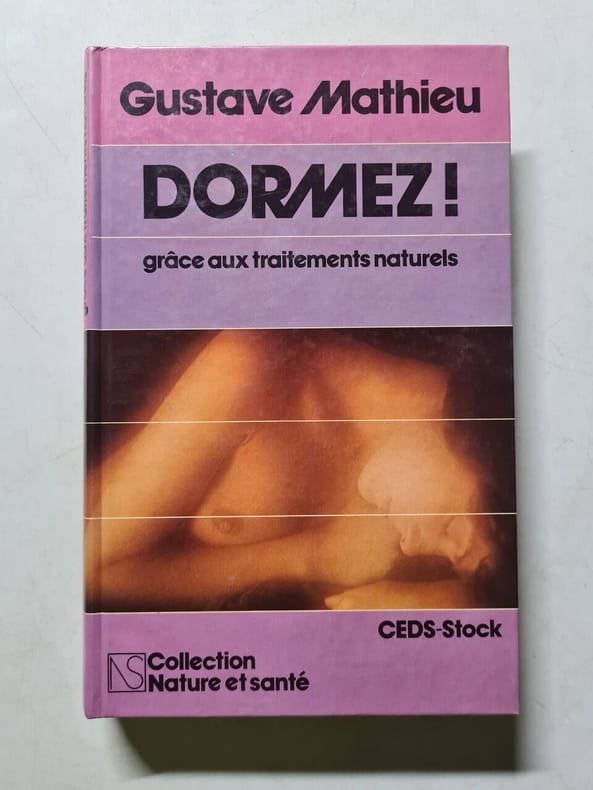 Gustave Mathieu
DORMEZ!
grâce aux traitements naturels
CEDS-Stock
NS
Collection
Nature et santé